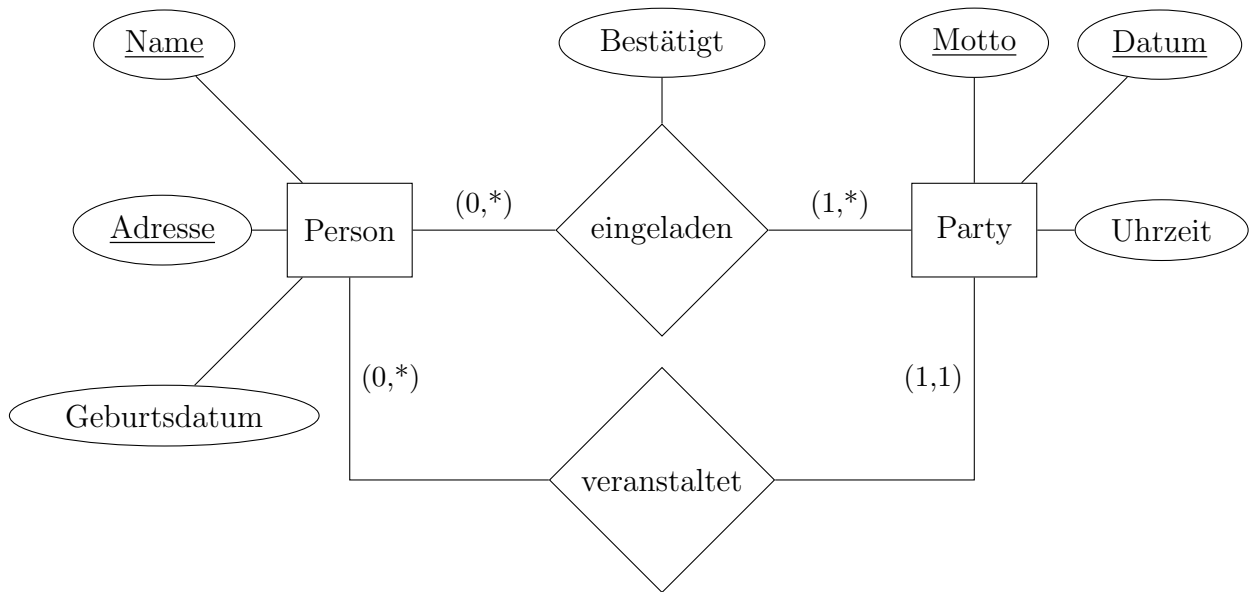 Name
Bestätigt
Motto
Datum
(0,*)
(1,*)
Adresse
Person
eingeladen
Party
Uhrzeit
(0,*)
(1,1)
Geburtsdatum
veranstaltet